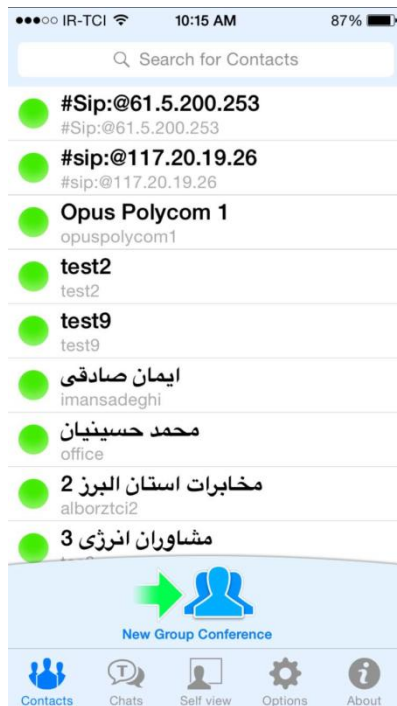 IR-TCI 10:15 AM 87%
Search for Contacts
#Sip:@61.5.200.253
#Sip:@61.5.200.253
#sip:@117.20.19.26
#sip:@117.20.19.26
Opus Polycom 1
opuspolycom1
test2
test2
test9
test9
ایمان صادقی
imansadeghi
محمد حسینیان
office
مخابرات استان البرز 2
alborztci2
مشاوران انرژی 3
New Group Conference
Contacts Chats Self view Options About